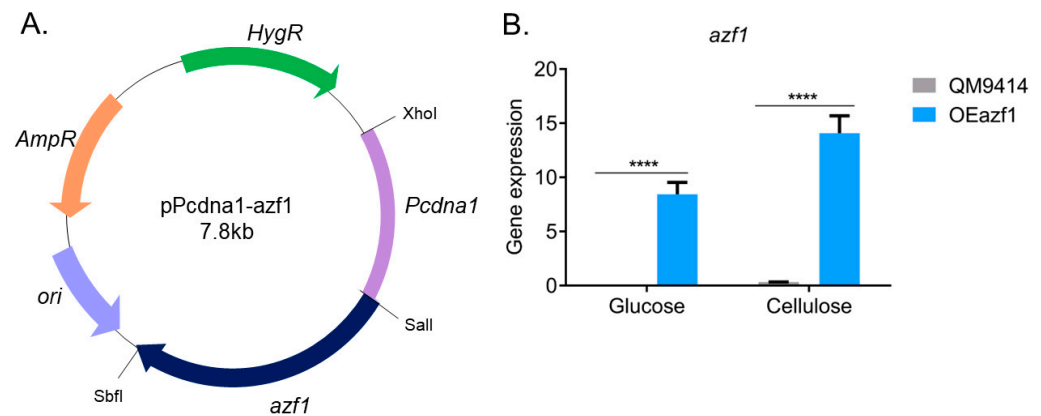 A.
HygR
XhoI
AmpR
pPcdna1-azf1
7.8kb
Pcdna1
ori
SalI
SbfI
azf1
B.
azf1
20
15
10
5
0
Gene expression
****
****
Glucose
Cellulose
QM9414
OEazf1